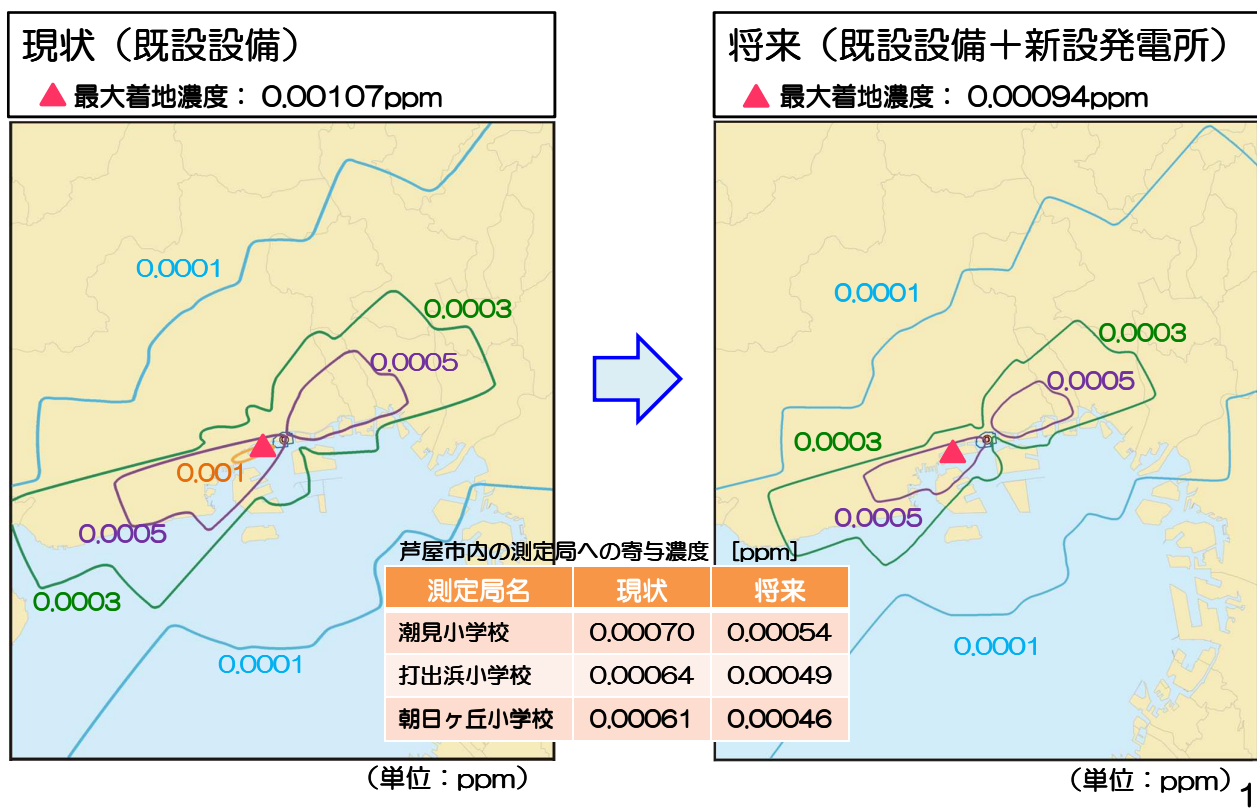 現状（既設設備）
▲ 最大着地濃度： 0.00107ppm
将来（既設設備＋新設発電所）
▲ 最大着地濃度： 0.00094ppm
0.0001
0.0003
0.0005
0.001
0.0005
0.0003
0.0001
0.0001
0.0003
0.0005
0.0003
0.0005
0.0001
芦屋市内の測定局への寄与濃度 [ppm]
測定局名 現状 将来
潮見小学校 0.00070 0.00054
打出浜小学校 0.00064 0.00049
朝日ヶ丘小学校 0.00061 0.00046
（単位：ppm）
（単位：ppm）
1